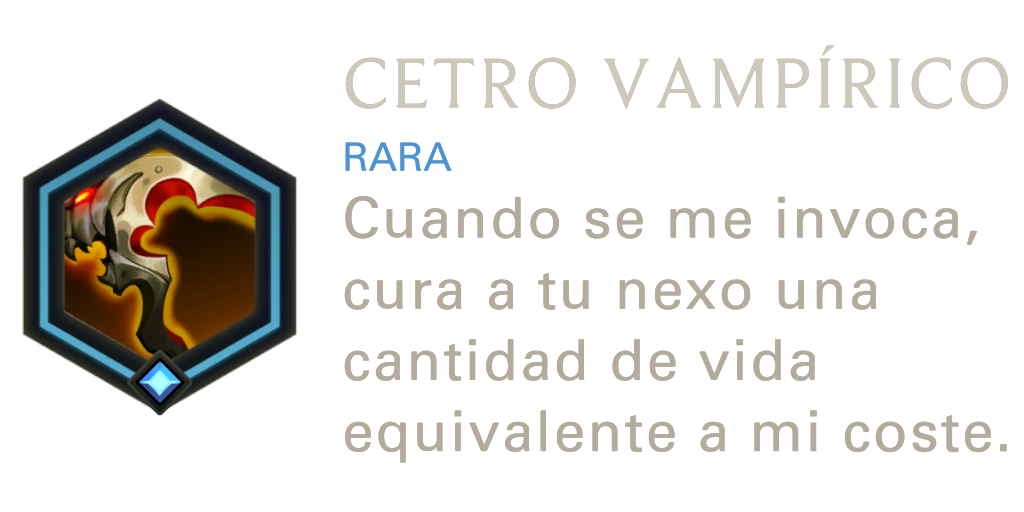 CETRO VAMPÍRICO
RARA
Cuando se me invoca,
cura a tu nexo una
cantidad de vida
equivalente a mi coste.